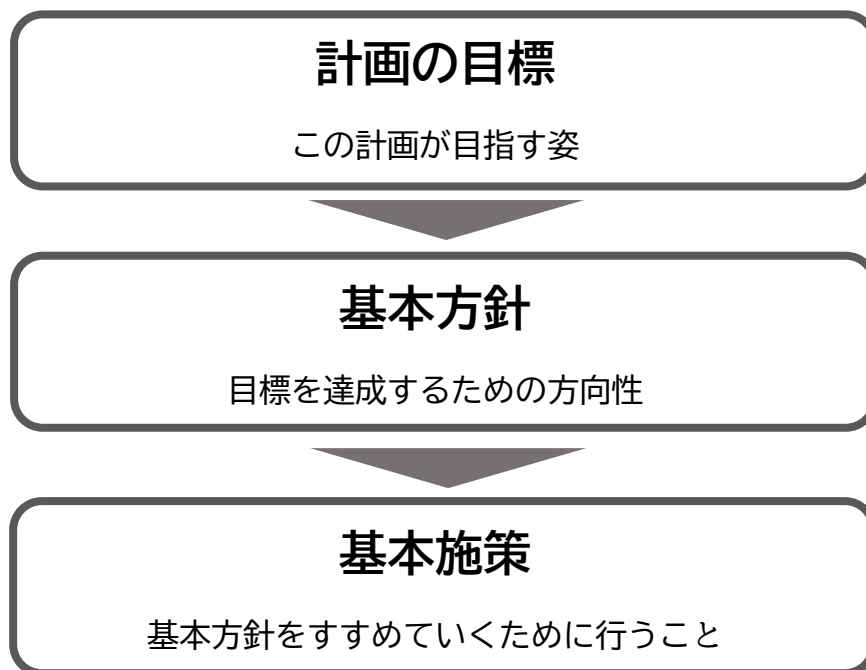 計画の目標
この計画が目指す姿
基本方針
目標を達成するための方向性
基本施策
基本方針をすすめていくために行うこと